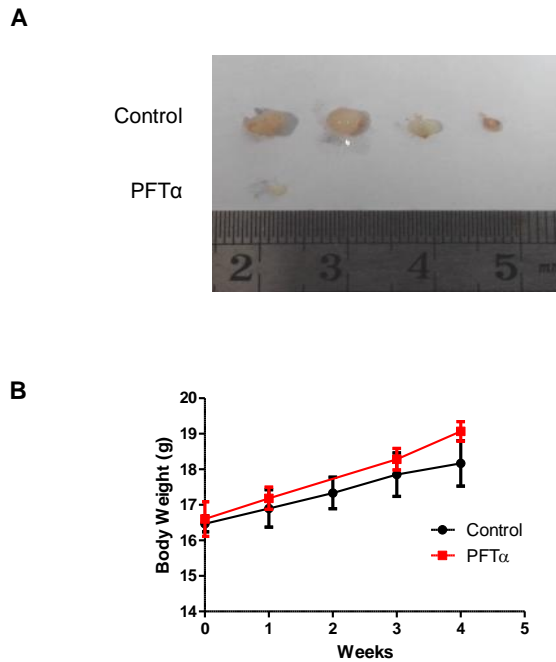 A
Control
PFTα
2 3 4 5 mm
B
20
19
18
17
16
15
14
Body Weight (g)
Control
PFTα
0 1 2 3 4 5
Weeks